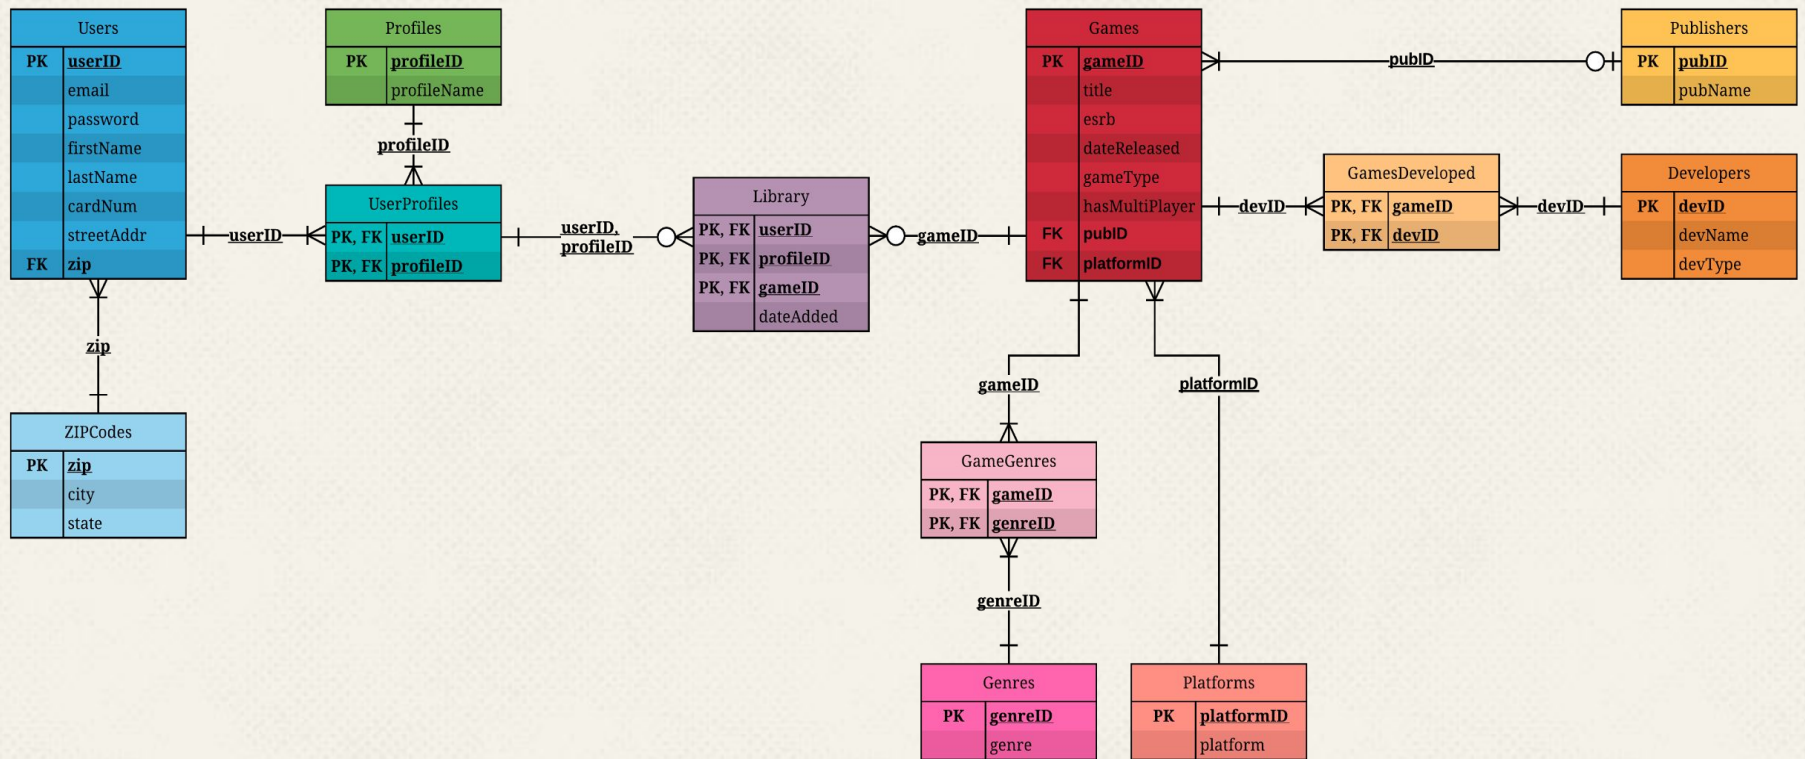 Users
PK userID
email
password
firstName
lastName
cardNum
streetAddr
FK zip
zip
ZIPCodes
PK zip
city
state
userID
Profiles
PK profileID
profileName
profileID
UserProfiles
PK, FK userID
PK, FK profileID
userID,
profileID
Library
PK, FK userID
PK, FK profileID
PK, FK gameID
dateAdded
gameID
Games
PK gameID
title
esrb
dateReleased
gameType
hasMultiPlayer
FK pubID
FK platformID
pubID
Publishers
PK pubID
pubName
devID
GamesDeveloped
PK, FK gameID
PK, FK devID
devID
Developers
PK devID
devName
devType
gameID
GameGenres
PK, FK gameID
PK, FK genreID
genreID
Genres
PK genreID
genre
platformID
Platforms
PK platformID
platform